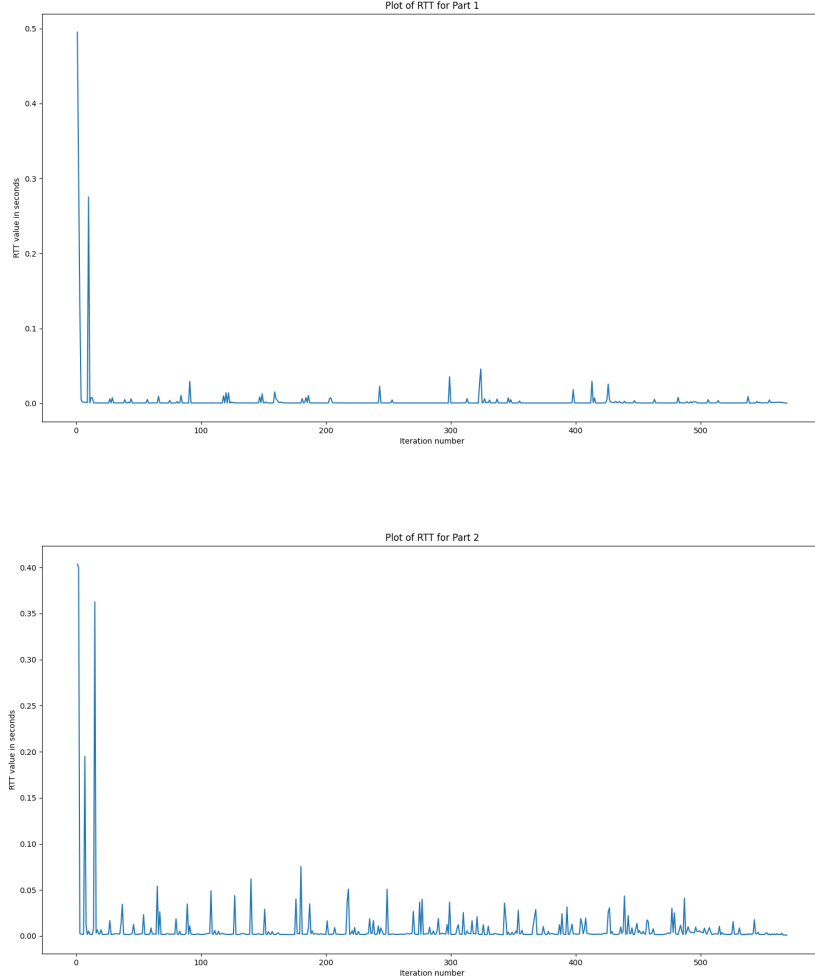 Plot of RTT for Part 1
0.5
0.4
0.3
0.2
0.1
0.0
RTT value in seconds
0 100 200 300 400 500
Iteration number
Plot of RTT for Part 2
0.40
0.35
0.30
0.25
0.20
0.15
0.10
0.05
0.00
RTT value in seconds
0 100 200 300 400 500
Iteration number